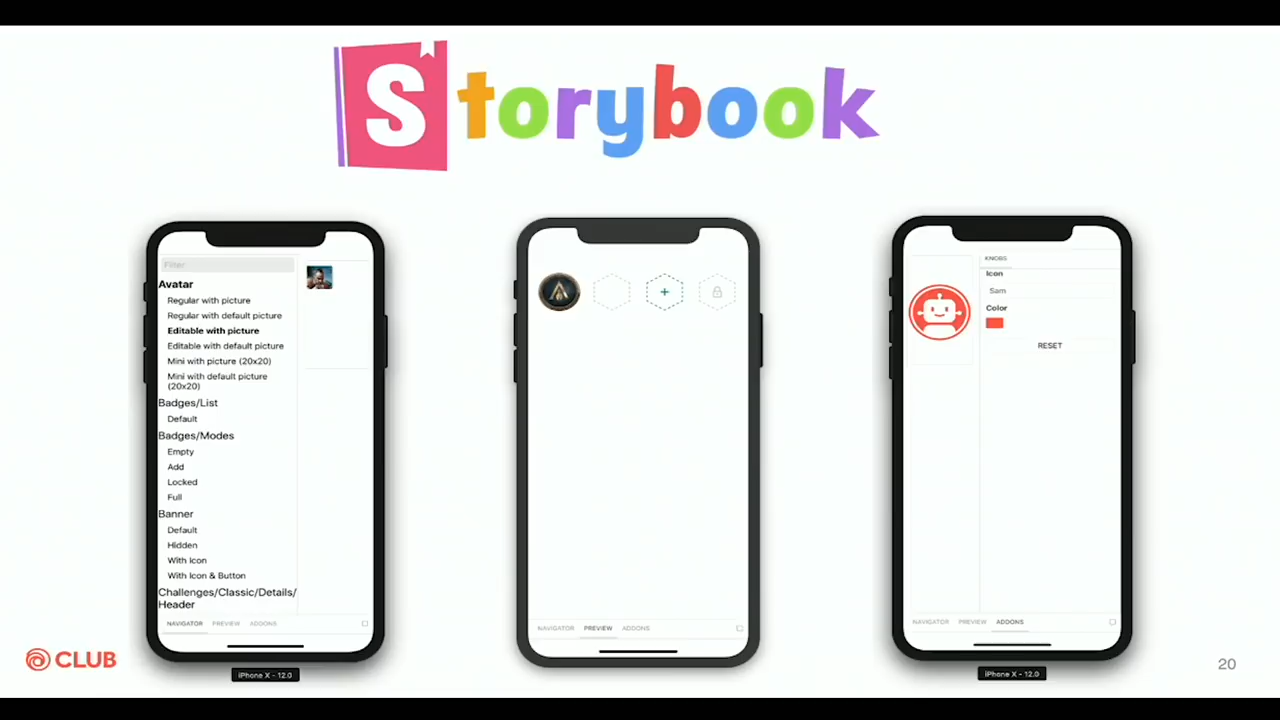 Storybook
Filter
Avatar
Regular with picture
Regular with default picture
Editable with picture
Editable with default picture
Mini with picture (20x20)
Mini with default picture
(20x20)
Badges/List
Default
Badges/Modes
Empty
Add
Locked
Full
Banner
Default
Hidden
With Icon
With Icon & Button
Challenges/Classic/Details/
Header
NAVIGATOR PREVIEW ADDONS
iPhone X – 12.0
+
NAVIGATOR PREVIEW ADDONS
KNOBS
Icon
Sam
Color
RESET
NAVIGATOR PREVIEW ADDONS
iPhone X – 12.0
CLUB
20